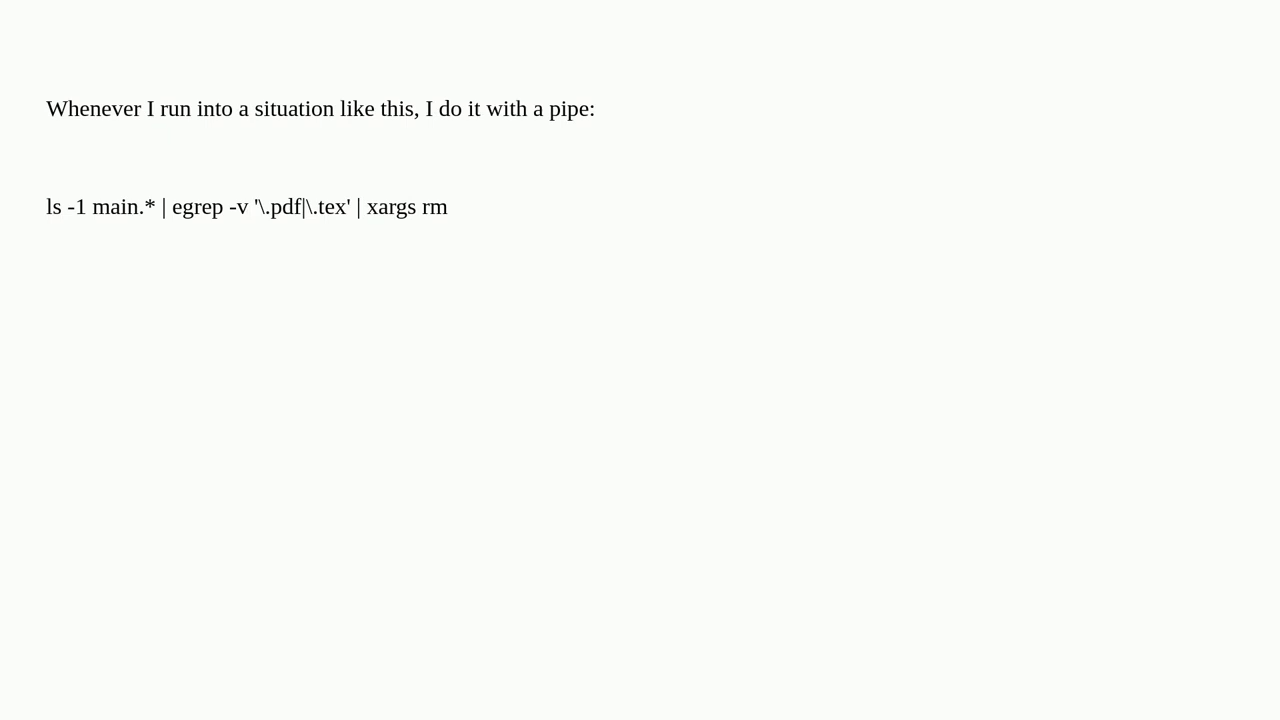 Whenever I run into a situation like this, I do it with a pipe:
ls -1 main.* | egrep -v '\.pdf|\.tex' | xargs rm